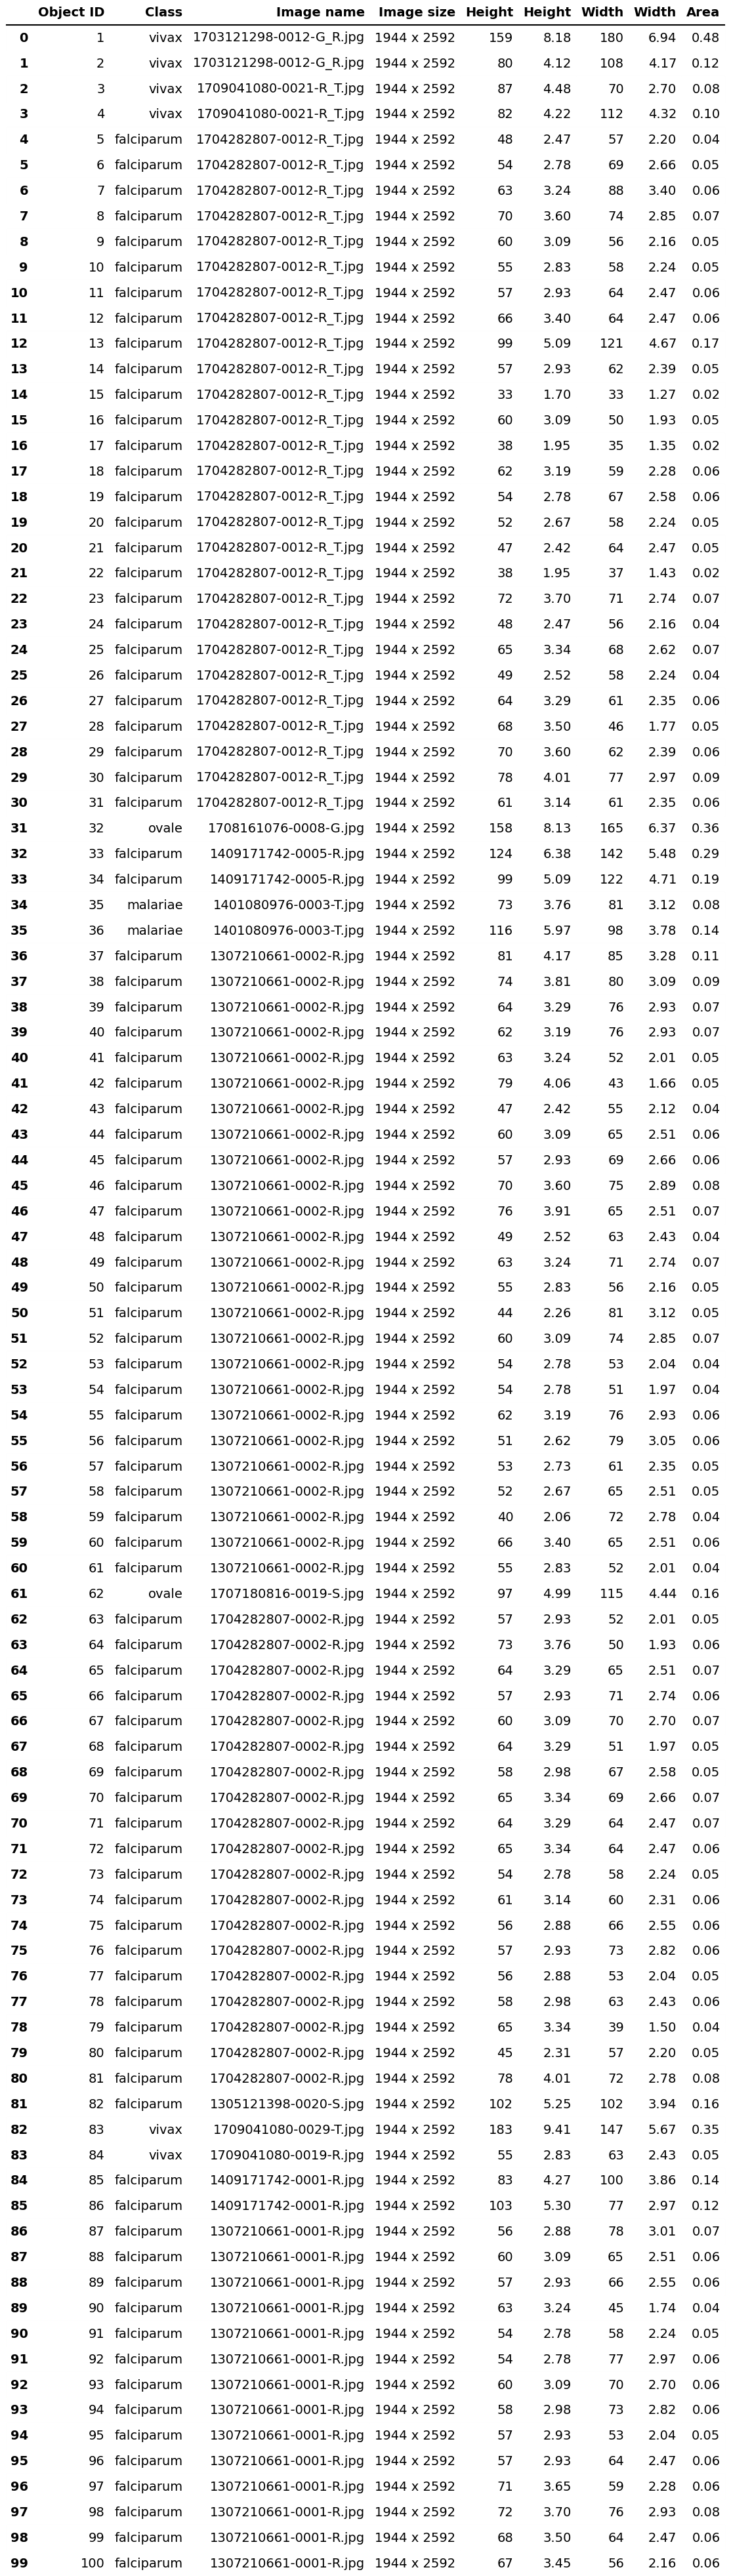 Object ID Class Image name Image size Height Height Width Width Area
0 1 vivax 1703121298-0012-G_R.jpg 1944 x 2592 159 8.18 180 6.94 0.48
1 2 vivax 1703121298-0012-G_R.jpg 1944 x 2592 80 4.12 108 4.17 0.12
2 3 vivax 1709041080-0021-R_T.jpg 1944 x 2592 87 4.48 70 2.70 0.08
3 4 vivax 1709041080-0021-R_T.jpg 1944 x 2592 82 4.22 112 4.32 0.10
4 5 falciparum 1704282807-0012-R_T.jpg 1944 x 2592 48 2.47 57 2.20 0.04
5 6 falciparum 1704282807-0012-R_T.jpg 1944 x 2592 54 2.78 69 2.66 0.05
6 7 falciparum 1704282807-0012-R_T.jpg 1944 x 2592 63 3.24 88 3.40 0.06
7 8 falciparum 1704282807-0012-R_T.jpg 1944 x 2592 70 3.60 74 2.85 0.07
8 9 falciparum 1704282807-0012-R_T.jpg 1944 x 2592 60 3.09 56 2.16 0.05
9 10 falciparum 1704282807-0012-R_T.jpg 1944 x 2592 55 2.83 58 2.24 0.05
10 11 falciparum 1704282807-0012-R_T.jpg 1944 x 2592 57 2.93 64 2.47 0.06
11 12 falciparum 1704282807-0012-R_T.jpg 1944 x 2592 66 3.40 64 2.47 0.06
12 13 falciparum 1704282807-0012-R_T.jpg 1944 x 2592 99 5.09 121 4.67 0.17
13 14 falciparum 1704282807-0012-R_T.jpg 1944 x 2592 57 2.93 62 2.39 0.05
14 15 falciparum 1704282807-0012-R_T.jpg 1944 x 2592 33 1.70 33 1.27 0.02
15 16 falciparum 1704282807-0012-R_T.jpg 1944 x 2592 60 3.09 50 1.93 0.05
16 17 falciparum 1704282807-0012-R_T.jpg 1944 x 2592 38 1.95 35 1.35 0.02
17 18 falciparum 1704282807-0012-R_T.jpg 1944 x 2592 62 3.19 59 2.28 0.06
18 19 falciparum 1704282807-0012-R_T.jpg 1944 x 2592 54 2.78 67 2.58 0.06
19 20 falciparum 1704282807-0012-R_T.jpg 1944 x 2592 52 2.67 58 2.24 0.05
20 21 falciparum 1704282807-0012-R_T.jpg 1944 x 2592 47 2.42 64 2.47 0.05
21 22 falciparum 1704282807-0012-R_T.jpg 1944 x 2592 38 1.95 37 1.43 0.02
22 23 falciparum 1704282807-0012-R_T.jpg 1944 x 2592 72 3.70 71 2.74 0.07
23 24 falciparum 1704282807-0012-R_T.jpg 1944 x 2592 48 2.47 56 2.16 0.04
24 25 falciparum 1704282807-0012-R_T.jpg 1944 x 2592 65 3.34 68 2.62 0.07
25 26 falciparum 1704282807-0012-R_T.jpg 1944 x 2592 49 2.52 58 2.24 0.04
26 27 falciparum 1704282807-0012-R_T.jpg 1944 x 2592 64 3.29 61 2.35 0.06
27 28 falciparum 1704282807-0012-R_T.jpg 1944 x 2592 68 3.50 46 1.77 0.05
28 29 falciparum 1704282807-0012-R_T.jpg 1944 x 2592 70 3.60 62 2.39 0.06
29 30 falciparum 1704282807-0012-R_T.jpg 1944 x 2592 78 4.01 77 2.97 0.09
30 31 falciparum 1704282807-0012-R_T.jpg 1944 x 2592 61 3.14 61 2.35 0.06
31 32 ovale 1708161076-0008-G.jpg 1944 x 2592 158 8.13 165 6.37 0.36
32 33 falciparum 1409171742-0005-R.jpg 1944 x 2592 124 6.38 142 5.48 0.29
33 34 falciparum 1409171742-0005-R.jpg 1944 x 2592 99 5.09 122 4.71 0.19
34 35 malariae 1401080976-0003-T.jpg 1944 x 2592 73 3.76 81 3.12 0.08
35 36 malariae 1401080976-0003-T.jpg 1944 x 2592 116 5.97 98 3.78 0.14
36 37 falciparum 1307210661-0002-R.jpg 1944 x 2592 81 4.17 85 3.28 0.11
37 38 falciparum 1307210661-0002-R.jpg 1944 x 2592 74 3.81 80 3.09 0.09
38 39 falciparum 1307210661-0002-R.jpg 1944 x 2592 64 3.29 76 2.93 0.07
39 40 falciparum 1307210661-0002-R.jpg 1944 x 2592 62 3.19 76 2.93 0.07
40 41 falciparum 1307210661-0002-R.jpg 1944 x 2592 63 3.24 52 2.01 0.05
41 42 falciparum 1307210661-0002-R.jpg 1944 x 2592 79 4.06 43 1.66 0.05
42 43 falciparum 1307210661-0002-R.jpg 1944 x 2592 47 2.42 55 2.12 0.04
43 44 falciparum 1307210661-0002-R.jpg 1944 x 2592 60 3.09 65 2.51 0.06
44 45 falciparum 1307210661-0002-R.jpg 1944 x 2592 57 2.93 69 2.66 0.06
45 46 falciparum 1307210661-0002-R.jpg 1944 x 2592 70 3.60 75 2.89 0.08
46 47 falciparum 1307210661-0002-R.jpg 1944 x 2592 76 3.91 65 2.51 0.07
47 48 falciparum 1307210661-0002-R.jpg 1944 x 2592 49 2.52 63 2.43 0.04
48 49 falciparum 1307210661-0002-R.jpg 1944 x 2592 63 3.24 71 2.74 0.07
49 50 falciparum 1307210661-0002-R.jpg 1944 x 2592 55 2.83 56 2.16 0.05
50 51 falciparum 1307210661-0002-R.jpg 1944 x 2592 44 2.26 81 3.12 0.05
51 52 falciparum 1307210661-0002-R.jpg 1944 x 2592 60 3.09 74 2.85 0.07
52 53 falciparum 1307210661-0002-R.jpg 1944 x 2592 54 2.78 53 2.04 0.04
53 54 falciparum 1307210661-0002-R.jpg 1944 x 2592 54 2.78 51 1.97 0.04
54 55 falciparum 1307210661-0002-R.jpg 1944 x 2592 62 3.19 76 2.93 0.06
55 56 falciparum 1307210661-0002-R.jpg 1944 x 2592 51 2.62 79 3.05 0.06
56 57 falciparum 1307210661-0002-R.jpg 1944 x 2592 53 2.73 61 2.35 0.05
57 58 falciparum 1307210661-0002-R.jpg 1944 x 2592 52 2.67 65 2.51 0.05
58 59 falciparum 1307210661-0002-R.jpg 1944 x 2592 40 2.06 72 2.78 0.04
59 60 falciparum 1307210661-0002-R.jpg 1944 x 2592 66 3.40 65 2.51 0.06
60 61 falciparum 1307210661-0002-R.jpg 1944 x 2592 55 2.83 52 2.01 0.04
61 62 ovale 1707180816-0019-S.jpg 1944 x 2592 97 4.99 115 4.44 0.16
62 63 falciparum 1704282807-0002-R.jpg 1944 x 2592 57 2.93 52 2.01 0.05
63 64 falciparum 1704282807-0002-R.jpg 1944 x 2592 73 3.76 50 1.93 0.06
64 65 falciparum 1704282807-0002-R.jpg 1944 x 2592 64 3.29 65 2.51 0.07
65 66 falciparum 1704282807-0002-R.jpg 1944 x 2592 57 2.93 71 2.74 0.06
66 67 falciparum 1704282807-0002-R.jpg 1944 x 2592 60 3.09 70 2.70 0.07
67 68 falciparum 1704282807-0002-R.jpg 1944 x 2592 64 3.29 51 1.97 0.05
68 69 falciparum 1704282807-0002-R.jpg 1944 x 2592 58 2.98 67 2.58 0.05
69 70 falciparum 1704282807-0002-R.jpg 1944 x 2592 65 3.34 69 2.66 0.07
70 71 falciparum 1704282807-0002-R.jpg 1944 x 2592 64 3.29 64 2.47 0.07
71 72 falciparum 1704282807-0002-R.jpg 1944 x 2592 65 3.34 64 2.47 0.06
72 73 falciparum 1704282807-0002-R.jpg 1944 x 2592 54 2.78 58 2.24 0.05
73 74 falciparum 1704282807-0002-R.jpg 1944 x 2592 61 3.14 60 2.31 0.06
74 75 falciparum 1704282807-0002-R.jpg 1944 x 2592 56 2.88 66 2.55 0.06
75 76 falciparum 1704282807-0002-R.jpg 1944 x 2592 57 2.93 73 2.82 0.06
76 77 falciparum 1704282807-0002-R.jpg 1944 x 2592 56 2.88 53 2.04 0.05
77 78 falciparum 1704282807-0002-R.jpg 1944 x 2592 58 2.98 63 2.43 0.06
78 79 falciparum 1704282807-0002-R.jpg 1944 x 2592 65 3.34 39 1.50 0.04
79 80 falciparum 1704282807-0002-R.jpg 1944 x 2592 45 2.31 57 2.20 0.05
80 81 falciparum 1704282807-0002-R.jpg 1944 x 2592 78 4.01 72 2.78 0.08
81 82 falciparum 1305121398-0020-S.jpg 1944 x 2592 102 5.25 102 3.94 0.16
82 83 vivax 1709041080-0029-T.jpg 1944 x 2592 183 9.41 147 5.67 0.35
83 84 vivax 1709041080-0019-R.jpg 1944 x 2592 55 2.83 63 2.43 0.05
84 85 falciparum 1409171742-0001-R.jpg 1944 x 2592 83 4.27 100 3.86 0.14
85 86 falciparum 1409171742-0001-R.jpg 1944 x 2592 103 5.30 77 2.97 0.12
86 87 falciparum 1307210661-0001-R.jpg 1944 x 2592 56 2.88 78 3.01 0.07
87 88 falciparum 1307210661-0001-R.jpg 1944 x 2592 60 3.09 65 2.51 0.06
88 89 falciparum 1307210661-0001-R.jpg 1944 x 2592 57 2.93 66 2.55 0.06
89 90 falciparum 1307210661-0001-R.jpg 1944 x 2592 63 3.24 45 1.74 0.04
90 91 falciparum 1307210661-0001-R.jpg 1944 x 2592 54 2.78 58 2.24 0.05
91 92 falciparum 1307210661-0001-R.jpg 1944 x 2592 54 2.78 77 2.97 0.06
92 93 falciparum 1307210661-0001-R.jpg 1944 x 2592 60 3.09 70 2.70 0.06
93 94 falciparum 1307210661-0001-R.jpg 1944 x 2592 58 2.98 73 2.82 0.06
94 95 falciparum 1307210661-0001-R.jpg 1944 x 2592 57 2.93 53 2.04 0.05
95 96 falciparum 1307210661-0001-R.jpg 1944 x 2592 57 2.93 64 2.47 0.06
96 97 falciparum 1307210661-0001-R.jpg 1944 x 2592 71 3.65 59 2.28 0.06
97 98 falciparum 1307210661-0001-R.jpg 1944 x 2592 72 3.70 76 2.93 0.08
98 99 falciparum 1307210661-0001-R.jpg 1944 x 2592 68 3.50 64 2.47 0.06
99 100 falciparum 1307210661-0001-R.jpg 1944 x 2592 67 3.45 56 2.16 0.06